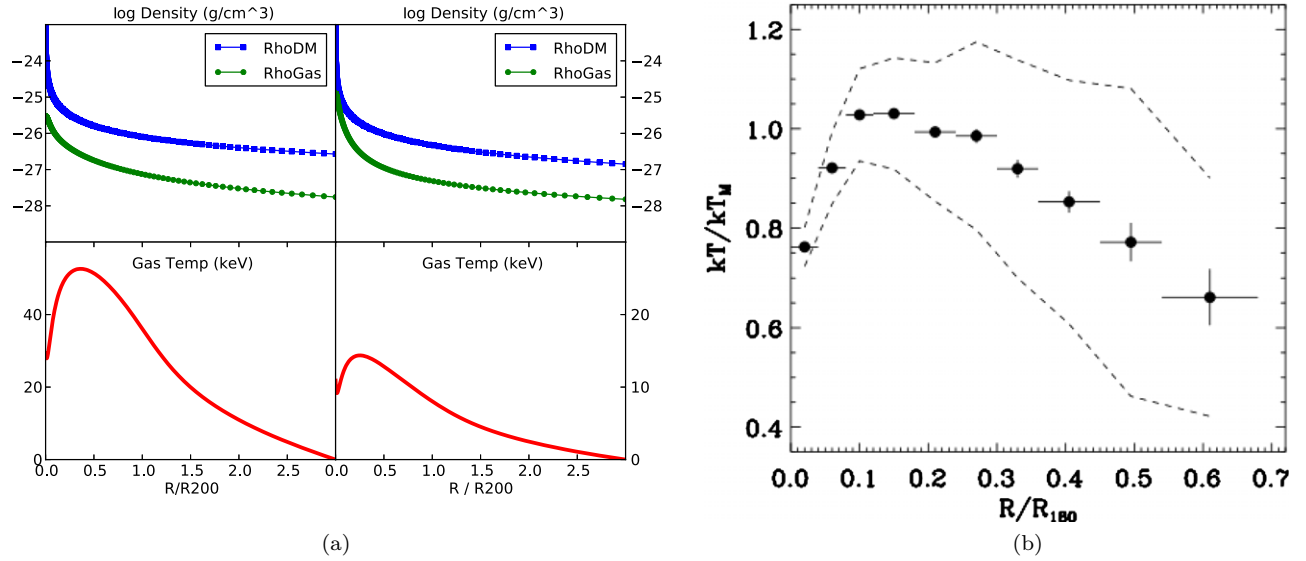 log Density (g/cm^3)
RhoDM
RhoGas
−24
−25
−26
−27
−28
log Density (g/cm^3)
RhoDM
RhoGas
−24
−25
−26
−27
−28
Gas Temp (keV)
40
20
0
0.0 0.5 1.0 1.5 2.0 2.5
R/R200
Gas Temp (keV)
20
10
0
0.0 0.5 1.0 1.5 2.0 2.5
R / R200
(a)
kT/kT_M
1.2
1.0
0.8
0.6
0.4
0.0 0.1 0.2 0.3 0.4 0.5 0.6 0.7
R/R_180
(b)